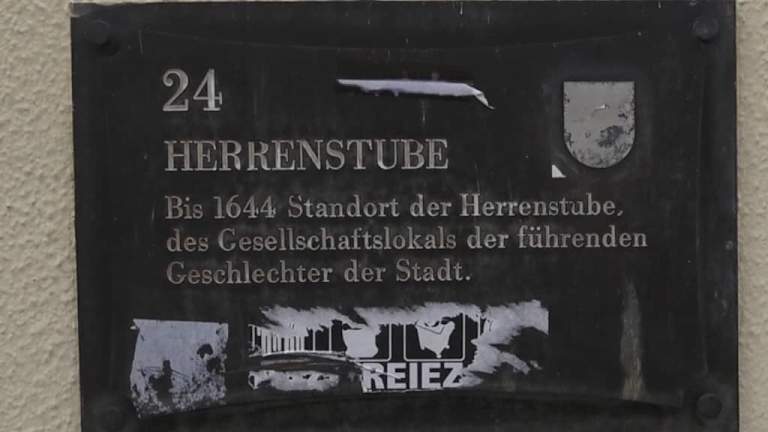 24
HERRENSTUBE
Bis 1644 Standort der Herrenstube,
des Gesellschaftslokals der führenden
Geschlechter der Stadt.
REIEZ